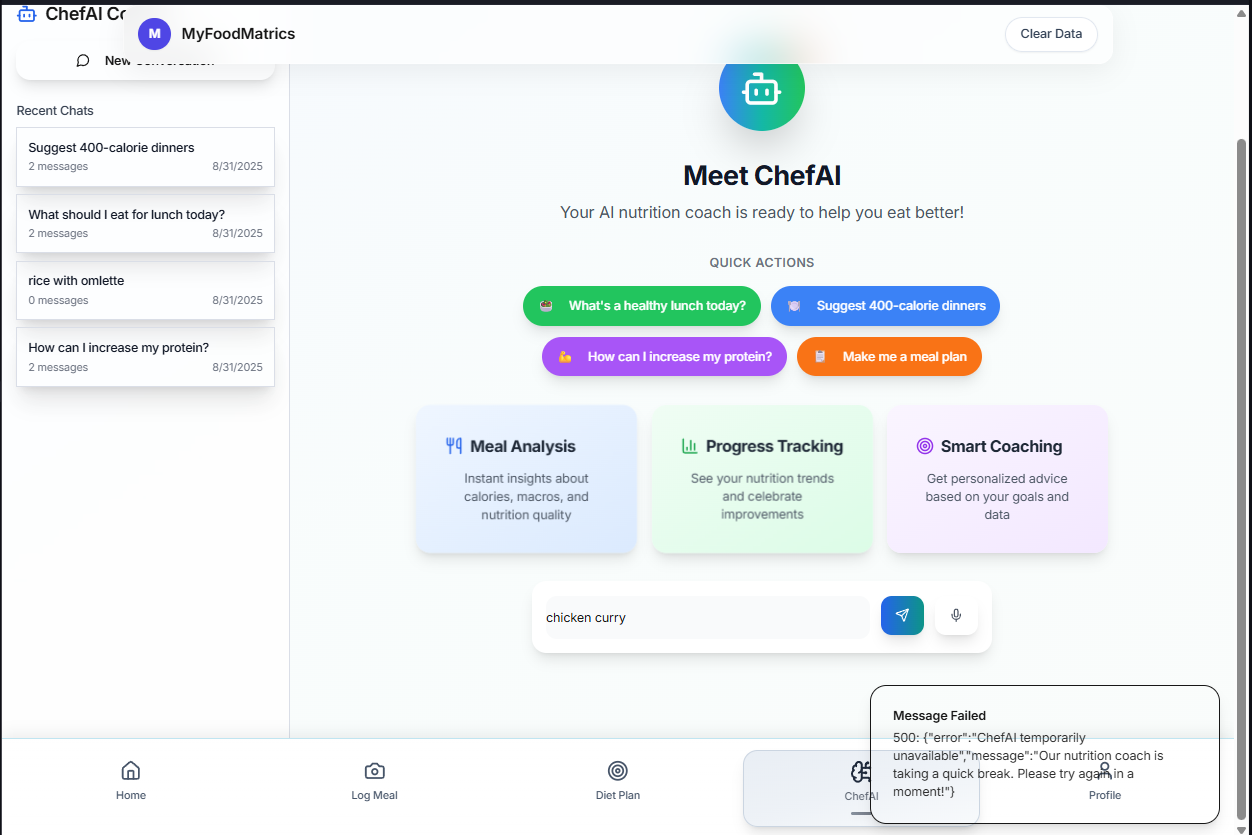 ChefAI Co
M
MyFoodMatrics
Clear Data
New
Recent Chats
Suggest 400-calorie dinners
2 messages 8/31/2025
What should I eat for lunch today?
2 messages 8/31/2025
rice with omlette
0 messages 8/31/2025
How can I increase my protein?
2 messages 8/31/2025
Meet ChefAI
Your AI nutrition coach is ready to help you eat better!
QUICK ACTIONS
What's a healthy lunch today?
Suggest 400-calorie dinners
How can I increase my protein?
Make me a meal plan
Meal Analysis
Instant insights about
calories, macros, and
nutrition quality
Progress Tracking
See your nutrition trends
and celebrate
improvements
Smart Coaching
Get personalized advice
based on your goals and
data
chicken curry
Message Failed
500: {"error":"ChefAI temporarily
unavailable","message":"Our nutrition coach is
taking a quick break. Please try again in a
moment!"}
Home
Log Meal
Diet Plan
ChefAI
Profile